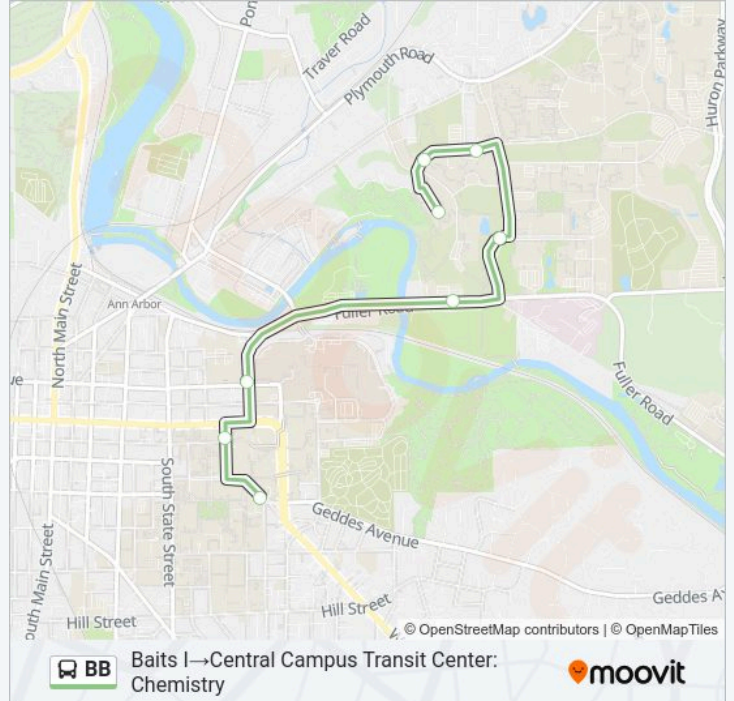 Traver Road
Plymouth Road
Huron Parkway
Ann Arbor
North Main Street
Fuller Road
Fuller Road
South State Street
Geddes Avenue
outh Main Street
Hill Street
Hill Street
Geddes A
© OpenStreetMap contributors | © OpenMapTiles
BB
Baits I→Central Campus Transit Center:
Chemistry
moovit